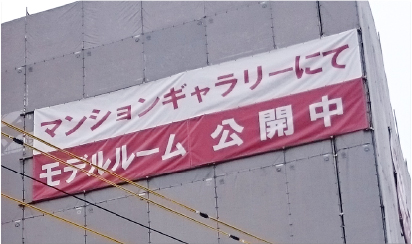 マンションギャラリーにて
モデルルーム 公開中